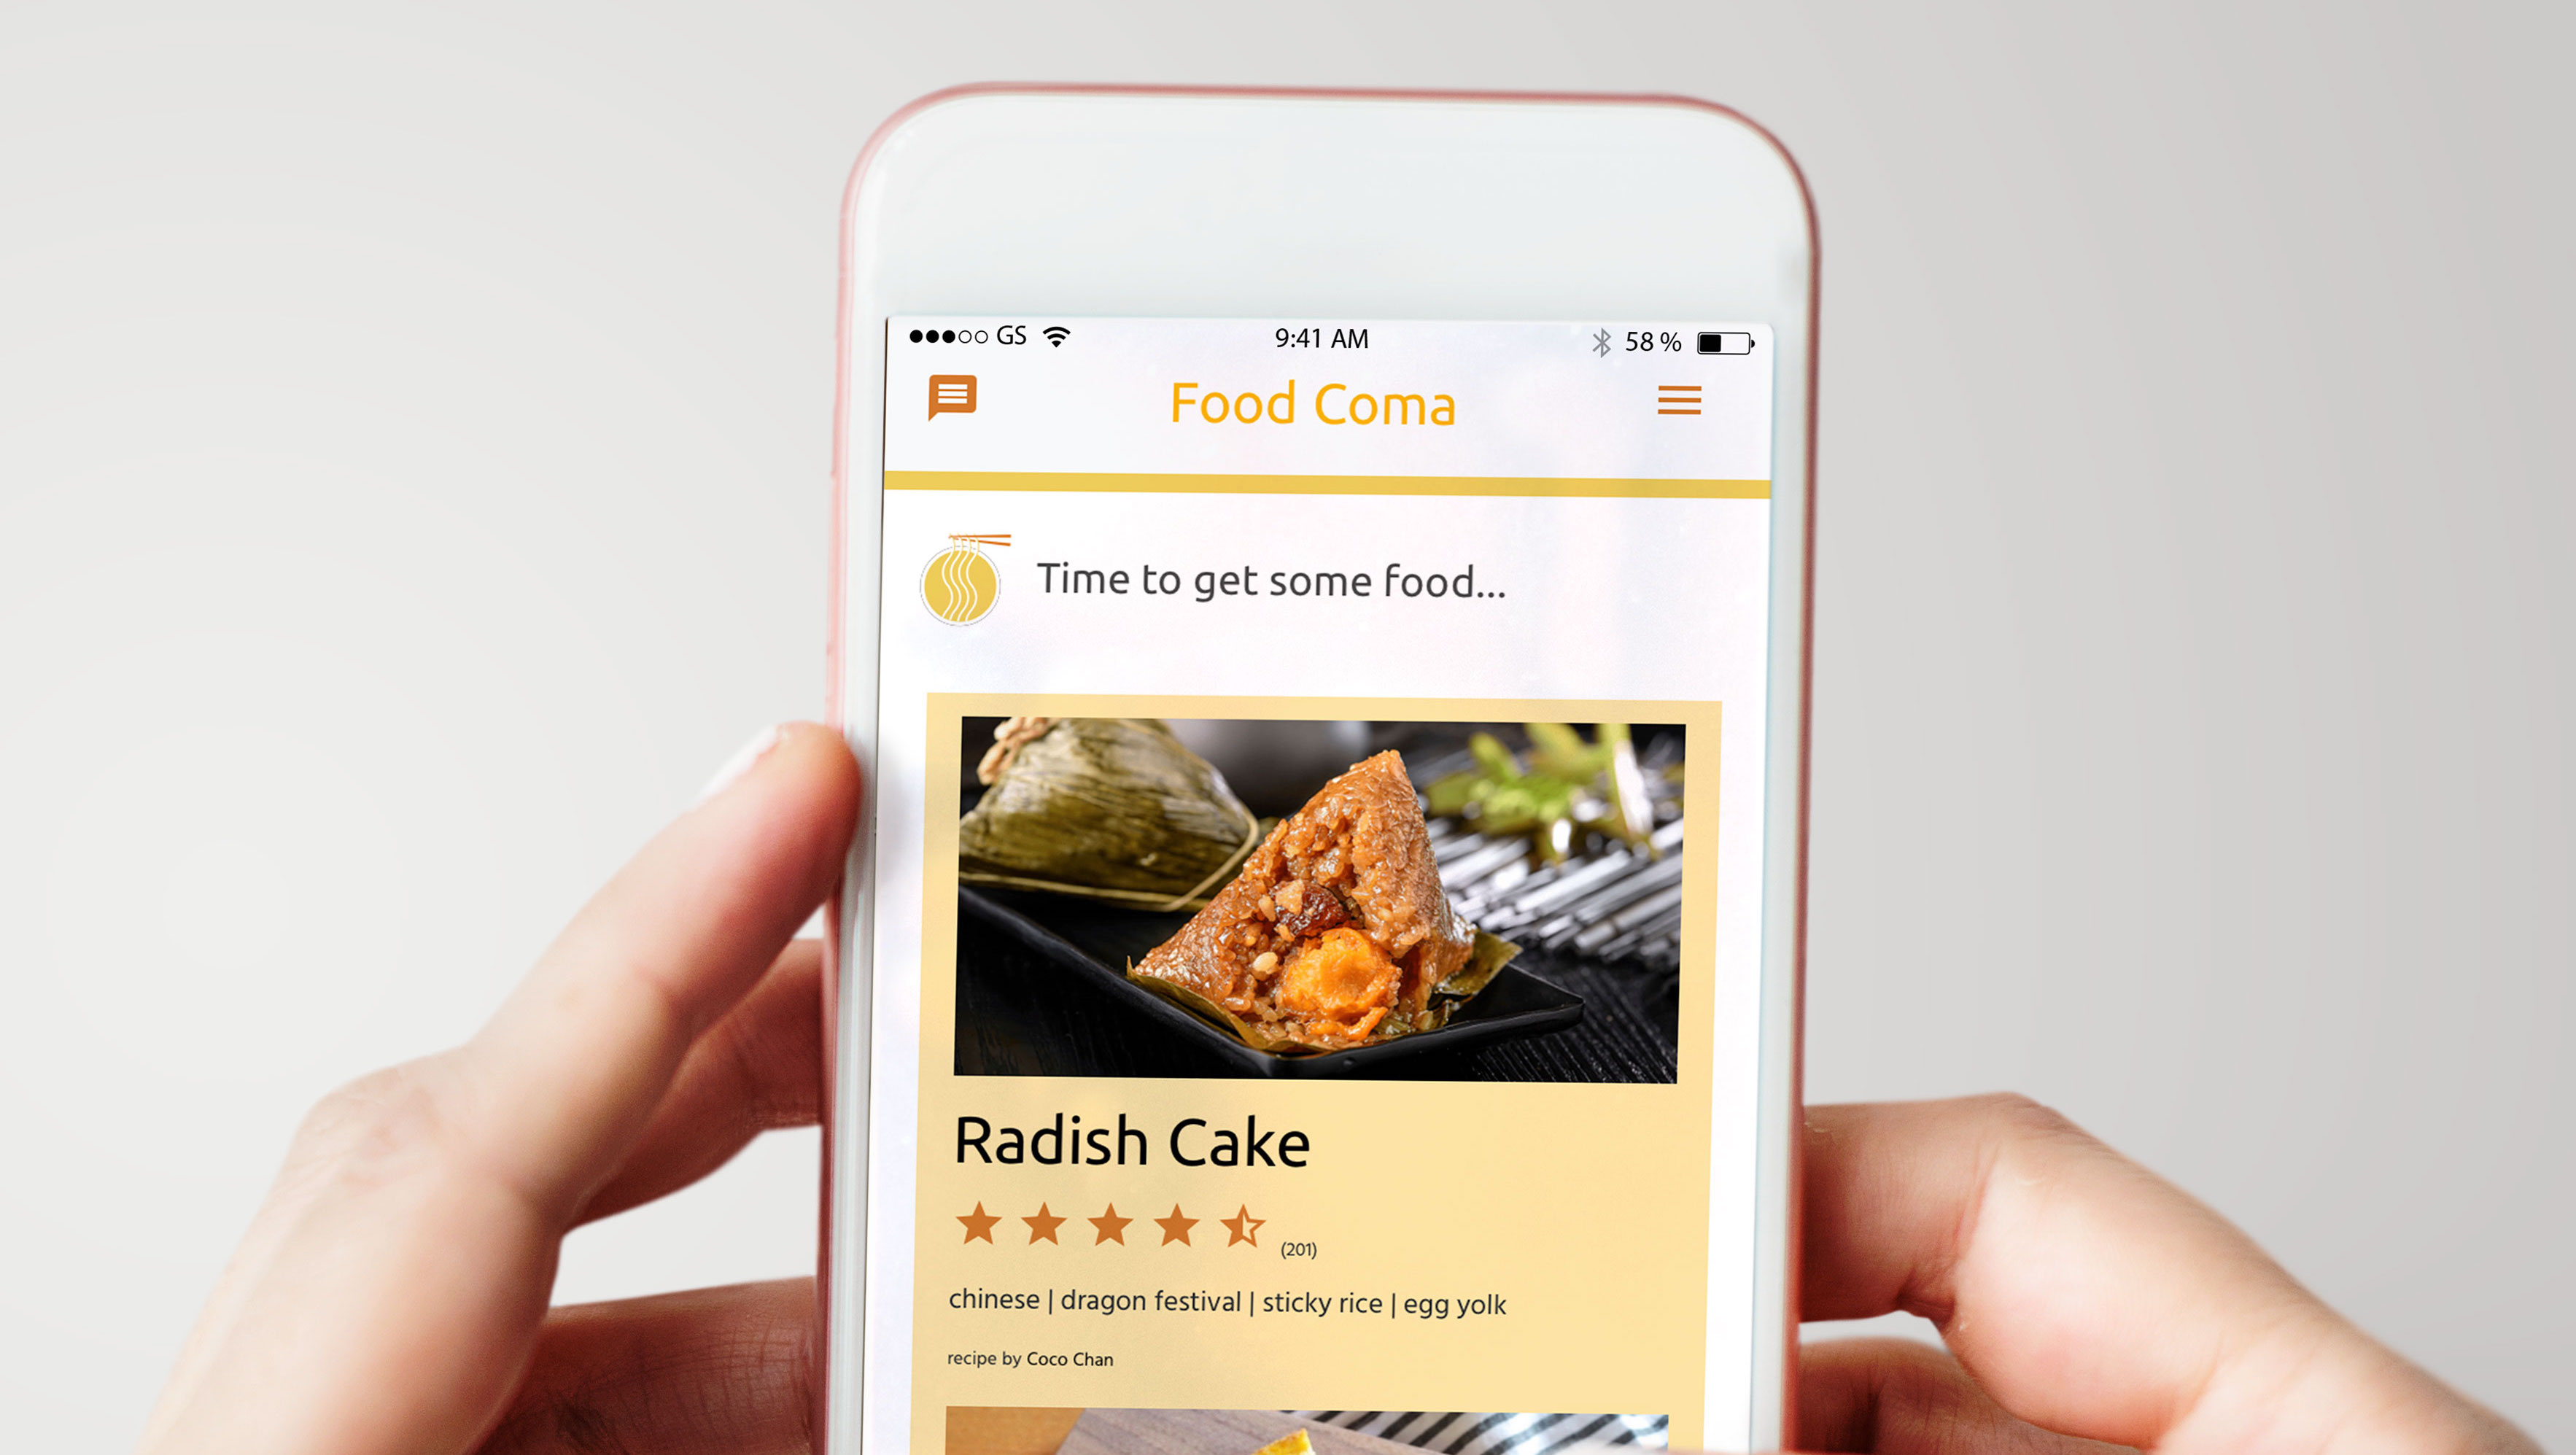 GS 9:41 AM 58 %
Food Coma
Time to get some food...
Radish Cake
(201)
chinese | dragon festival | sticky rice | egg yolk
recipe by Coco Chan